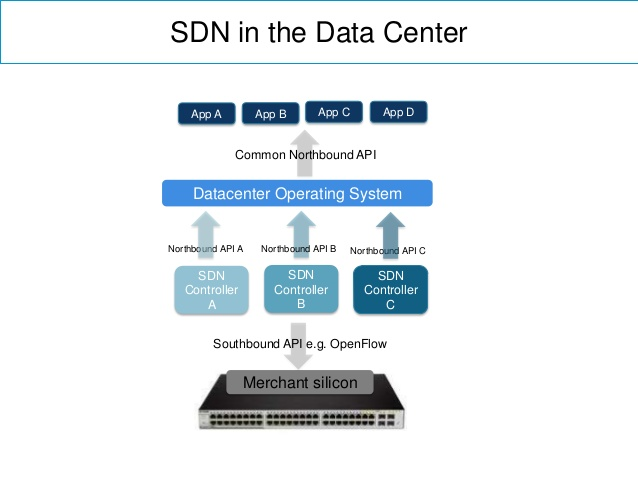 SDN in the Data Center
App A
App B
App C
App D
Common Northbound API
Datacenter Operating System
Northbound API A
Northbound API B
Northbound API C
SDN
Controller
A
SDN
Controller
B
SDN
Controller
C
Southbound API e.g. OpenFlow
Merchant silicon